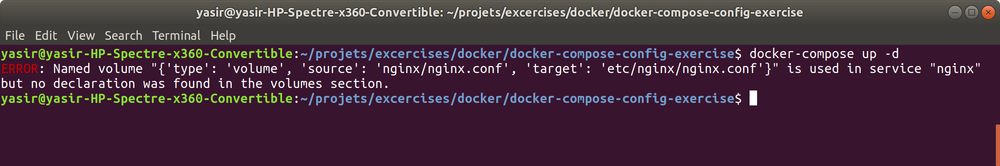 yasir@yasir-HP-Spectre-x360-Convertible: ~/projets/excercises/docker/docker-compose-config-exercise
File Edit View Search Terminal Help
yasir@yasir-HP-Spectre-x360-Convertible:~/projets/excercises/docker/docker-compose-config-exercise$ docker-compose up -d
ERROR: Named volume "{'type': 'volume', 'source': 'nginx/nginx.conf', 'target': 'etc/nginx/nginx.conf'}" is used in service "nginx"
but no declaration was found in the volumes section.
yasir@yasir-HP-Spectre-x360-Convertible:~/projets/excercises/docker/docker-compose-config-exercise$